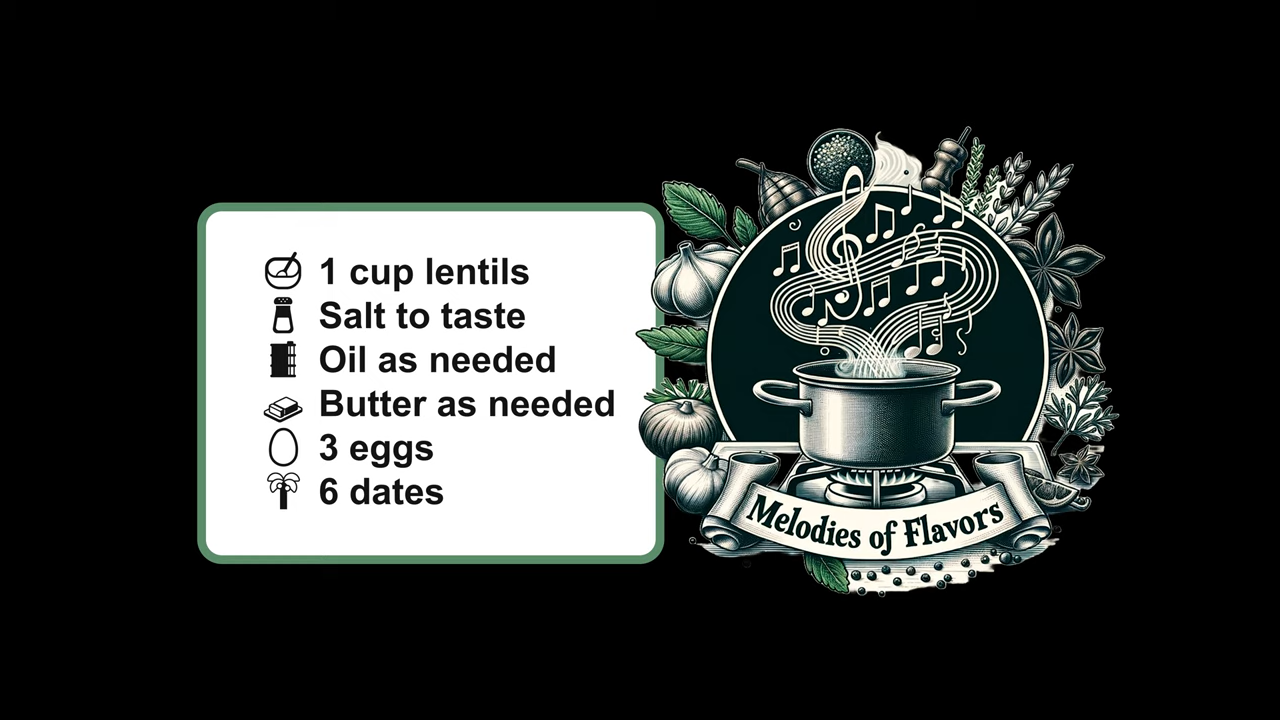 1 cup lentils
Salt to taste
Oil as needed
Butter as needed
3 eggs
6 dates
Melodies of Flavors